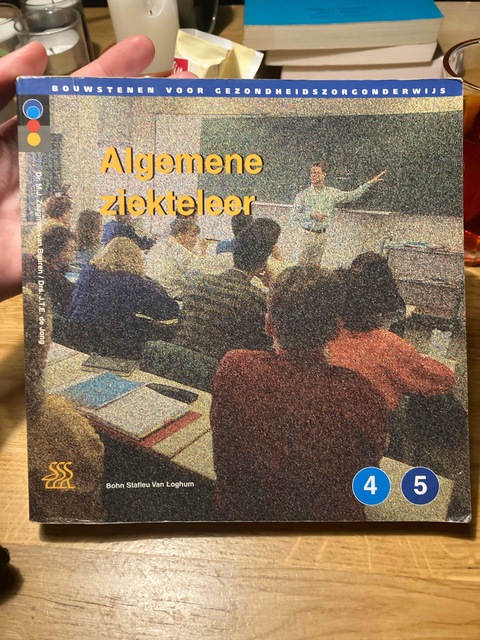 BOUWSTENEN VOOR GEZONDHEIDSZORGONDERWIJS
Algemene
ziekteleer
Bohn Stafleu Van Loghum
4 5